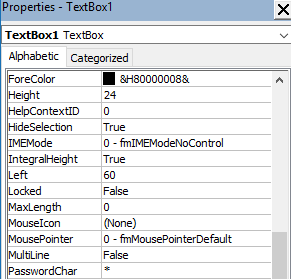 Properties - TextBox1
TextBox1 TextBox
Alphabetic Categorized
ForeColor &H80000008&
Height 24
HelpContextID 0
HideSelection True
IMEMode 0 - fmIMEModeNoControl
IntegralHeight True
Left 60
Locked False
MaxLength 0
MouseIcon (None)
MousePointer 0 - fmMousePointerDefault
MultiLine False
PasswordChar *